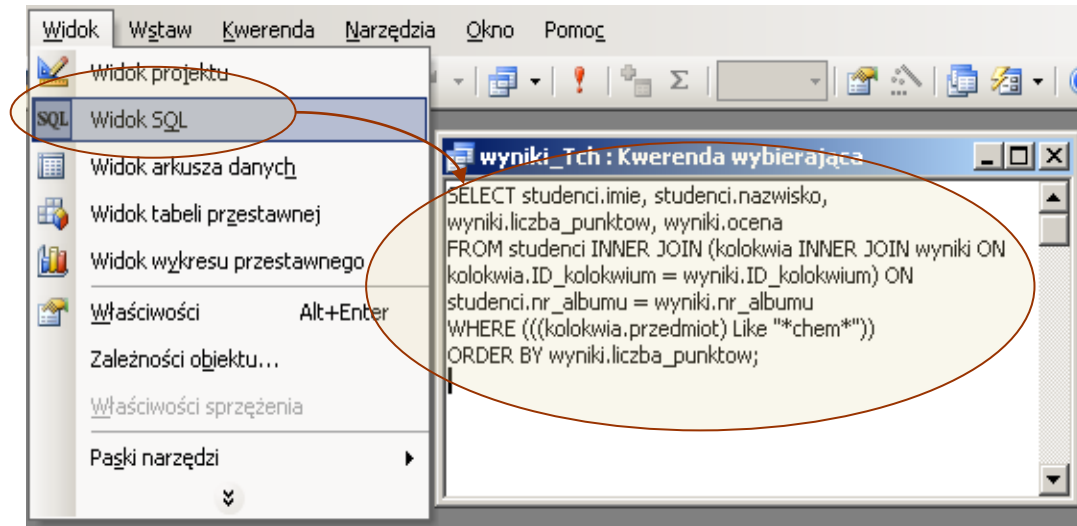 Widok Wstaw Kwerenda Narzędzia Okno Pomoc
Widok projektu
SQL Widok SQL
Widok arkusza danych
Widok tabeli przestawnej
Widok wykresu przestawnego
Właściwości Alt+Enter
Zależności obiektu...
Właściwości sprzężenia
Paski narzędzi
Σ
wyniki_Tch : Kwerenda wybierająca
SELECT studenci.imie, studenci.nazwisko,
wyniki.liczba_punktow, wyniki.ocena
FROM studenci INNER JOIN (kolokwia INNER JOIN wyniki ON
kolokwia.ID_kolokwium = wyniki.ID_kolokwium) ON
studenci.nr_albumu = wyniki.nr_albumu
WHERE (((kolokwia.przedmiot) Like "*chem*"))
ORDER BY wyniki.liczba_punktow;